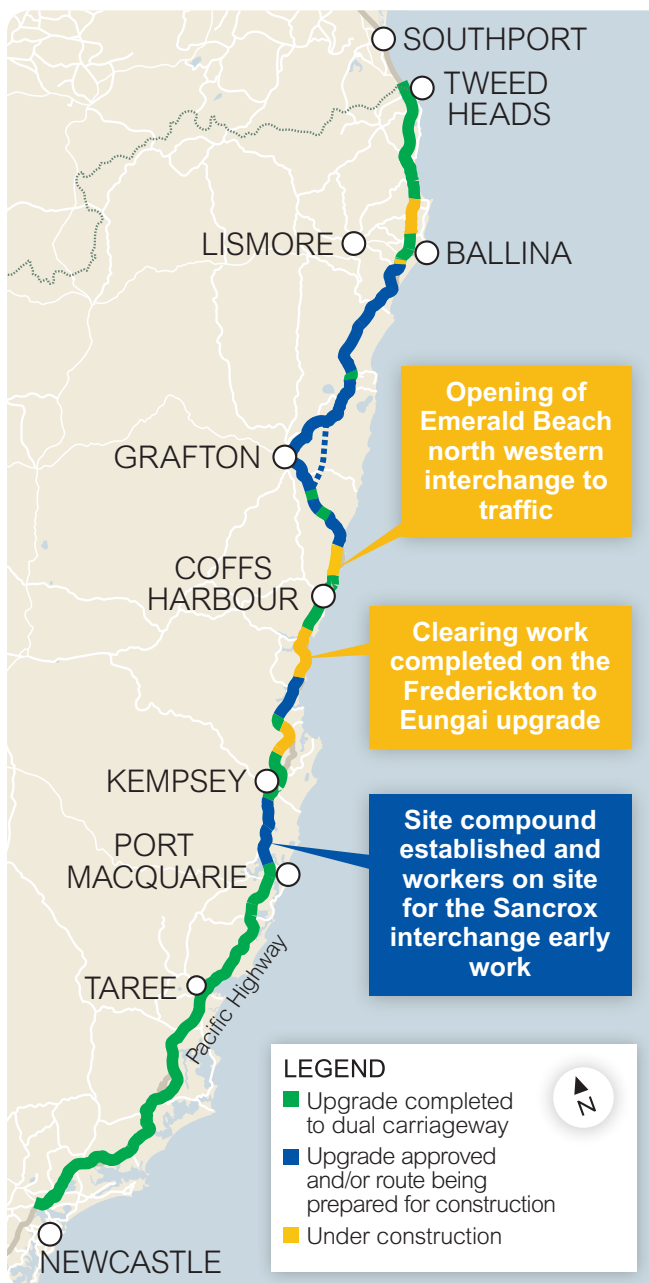 SOUTHPORT
TWEED
HEADS
LISMORE
BALLINA
Opening of
Emerald Beach
north western
interchange to
traffic
GRAFTON
COFFS
HARBOUR
Clearing work
completed on the
Frederickton to
Eungai upgrade
KEMPSEY
Site compound
established and
workers on site
for the Sancrox
interchange early
work
PORT
MACQUARIE
TAREE
Pacific Highway
LEGEND
Upgrade completed
to dual carriageway
Upgrade approved
and/or route being
prepared for construction
Under construction
N
NEWCASTLE